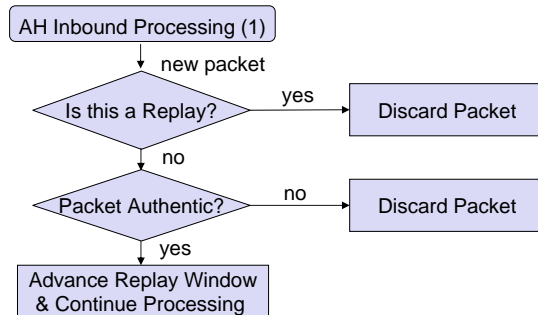 AH Inbound Processing (1)
new packet
Is this a Replay?
yes
Discard Packet
no
Packet Authentic?
no
Discard Packet
yes
Advance Replay Window
& Continue Processing